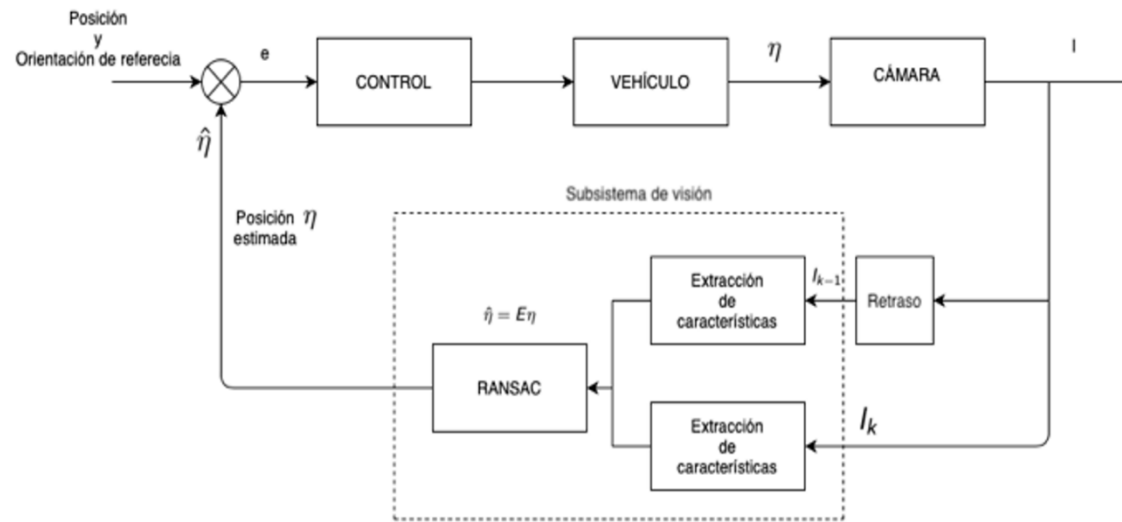 Posición
y
Orientación de referecia
e
CONTROL
VEHÍCULO
η
CÁMARA
I
η̂
Posición η
estimada
Subsistema de visión
η̂ = Eη
RANSAC
Extracción
de
características
I_{k−1}
Retraso
Extracción
de
características
I_k